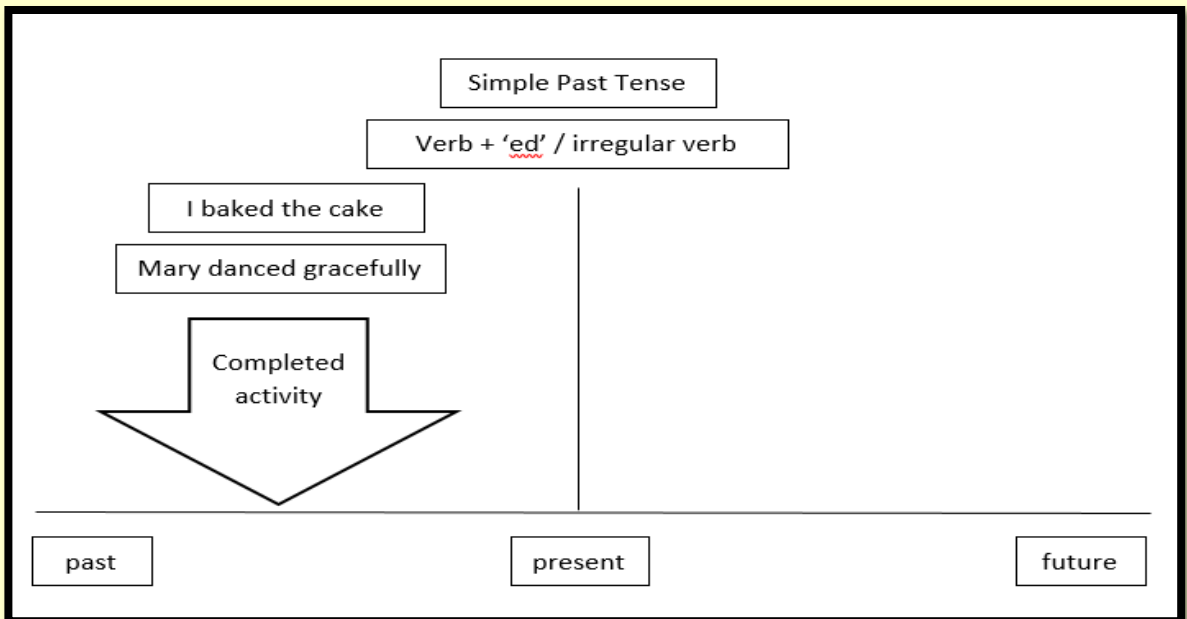 Simple Past Tense
Verb + ‘ed’ / irregular verb
I baked the cake
Mary danced gracefully
Completed
activity
past
present
future